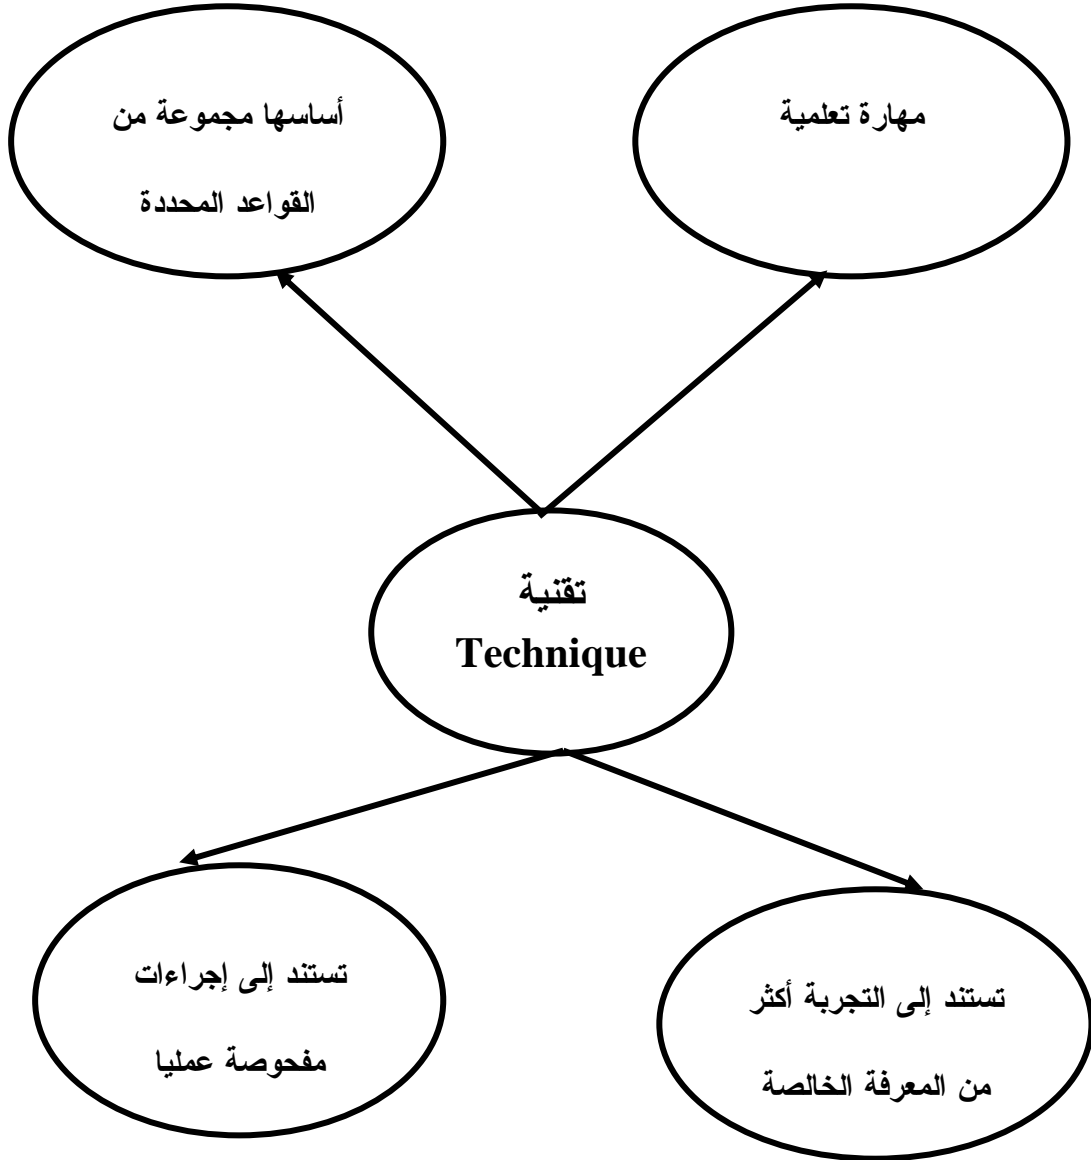 مهارة تعلمية
أساسها مجموعة من
القواعد المحددة
تقنية
Technique
تستند إلى التجربة أكثر
من المعرفة الخالصة
تستند إلى إجراءات
مفحوصة عمليا